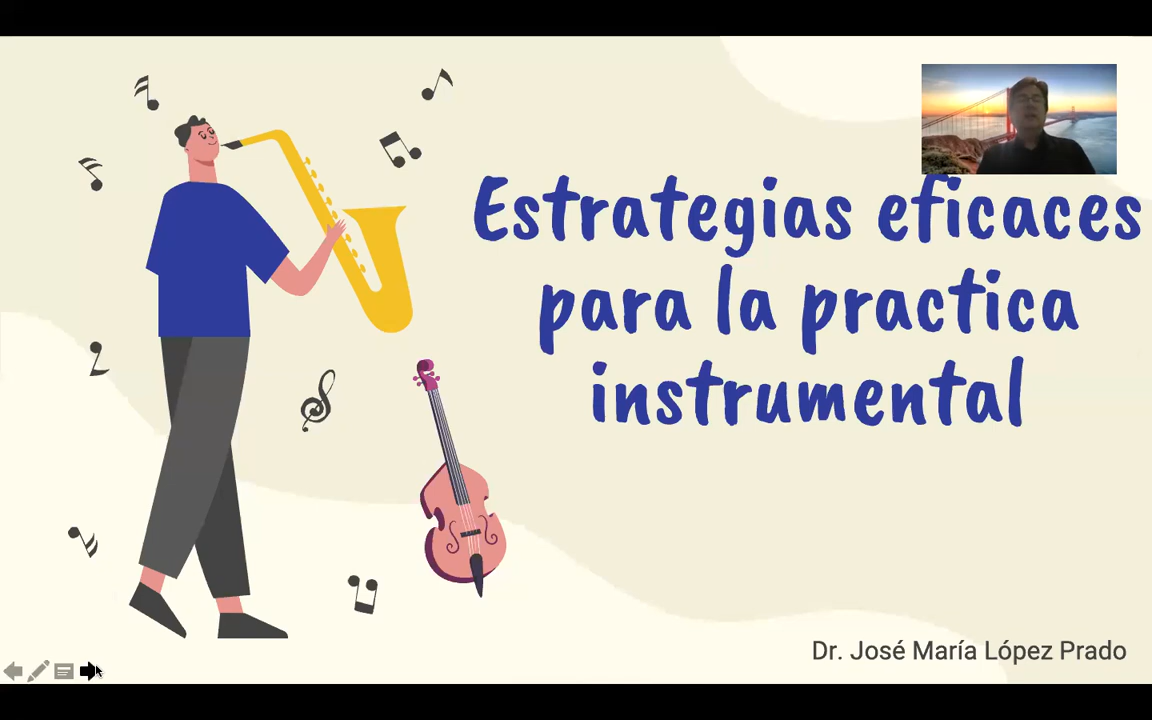 Estrategias eficaces
para la practica
instrumental
Dr. José María López Prado